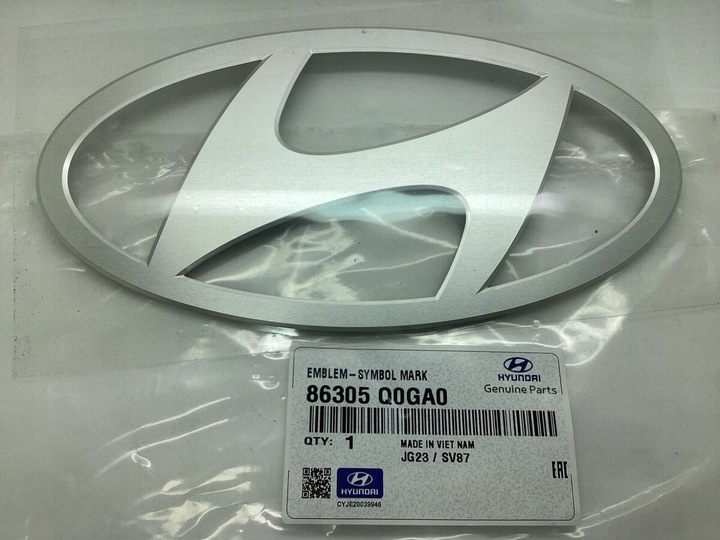 EMBLEM-SYMBOL MARK
HYUNDAI
86305 Q0GA0
Genuine Parts
QTY: 1
MADE IN VIET NAM
JG23 / SV87
HYUNDAI
EAC
CYJE20039946